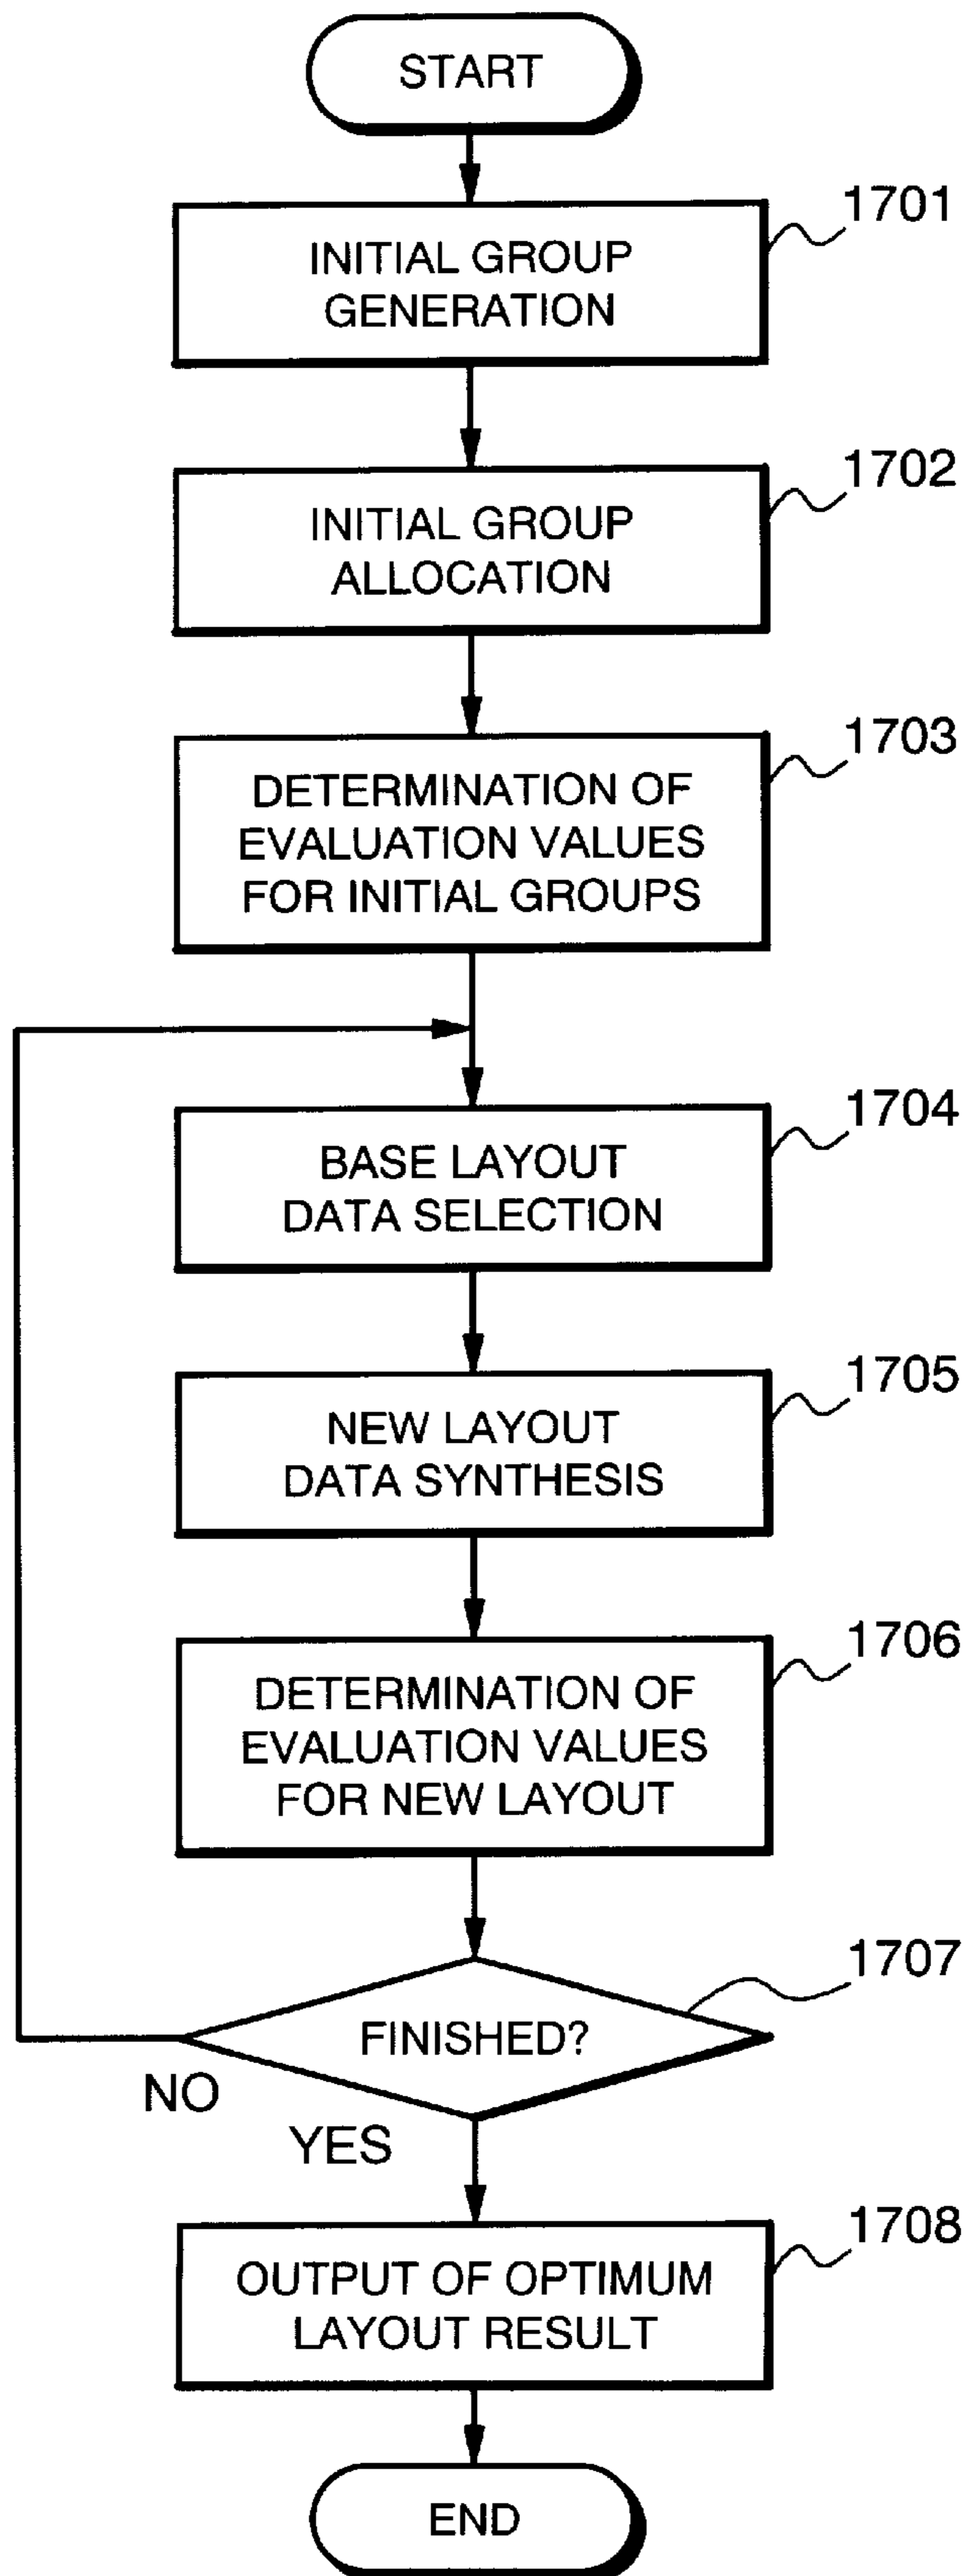 START
1701
INITIAL GROUP
GENERATION
1702
INITIAL GROUP
ALLOCATION
1703
DETERMINATION OF
EVALUATION VALUES
FOR INITIAL GROUPS
1704
BASE LAYOUT
DATA SELECTION
1705
NEW LAYOUT
DATA SYNTHESIS
1706
DETERMINATION OF
EVALUATION VALUES
FOR NEW LAYOUT
1707
FINISHED?
NO
YES
1708
OUTPUT OF OPTIMUM
LAYOUT RESULT
END